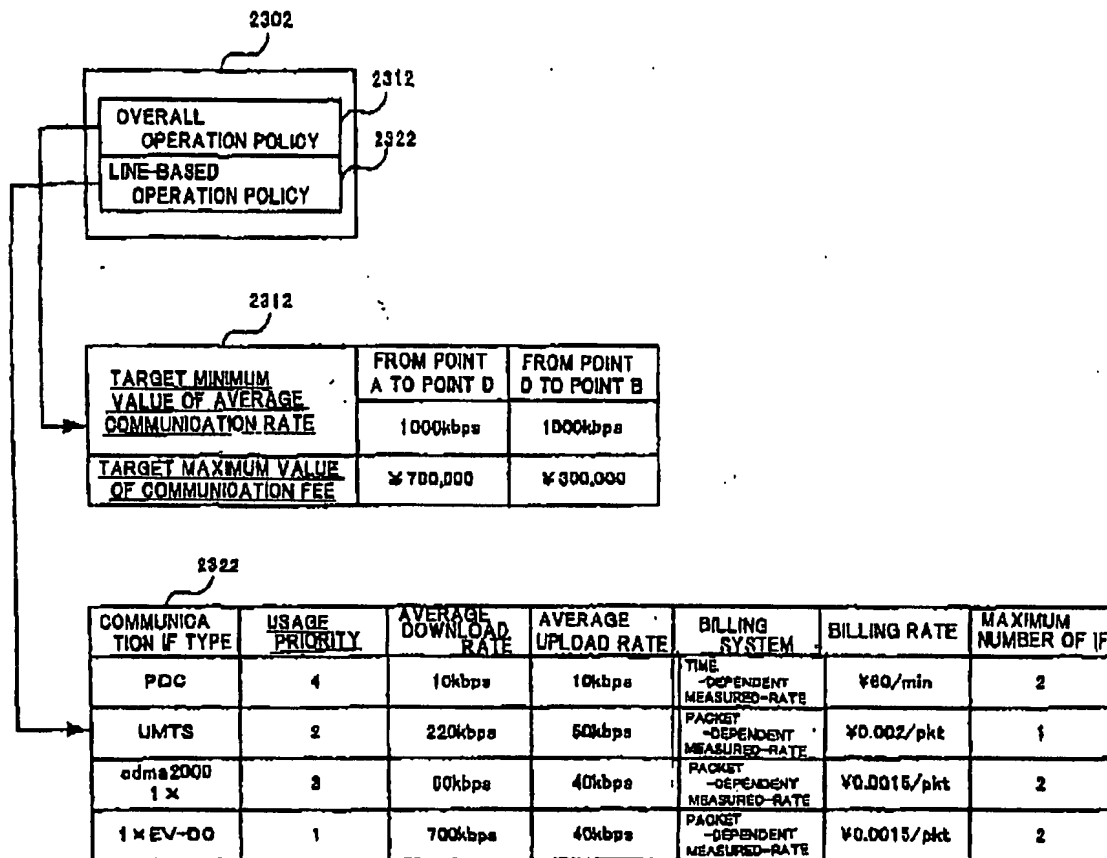 2302
2312
OVERALL
OPERATION POLICY
2322
LINE-BASED
OPERATION POLICY
2312
TARGET MINIMUM
VALUE OF AVERAGE
COMMUNICATION RATE
FROM POINT
A TO POINT D
FROM POINT
D TO POINT B
1000kbps
1000kbps
TARGET MAXIMUM VALUE
OF COMMUNICATION FEE
¥700,000
¥300,000
2322
COMMUNICA
TION IF TYPE
USAGE
PRIORITY
AVERAGE
DOWNLOAD
RATE
AVERAGE
UPLOAD RATE
BILLING
SYSTEM
BILLING RATE
MAXIMUM
NUMBER OF IF
PDC
4
10kbps
10kbps
TIME
-DEPENDENT
MEASURED-RATE
¥60/min
2
UMTS
2
220kbps
50kbps
PACKET
-DEPENDENT
MEASURED-RATE
¥0.002/pkt
1
cdma2000
1×
3
60kbps
40kbps
PACKET
-DEPENDENT
MEASURED-RATE
¥0.0015/pkt
2
1×EV-DO
1
700kbps
40kbps
PACKET
-DEPENDENT
MEASURED-RATE
¥0.0015/pkt
2